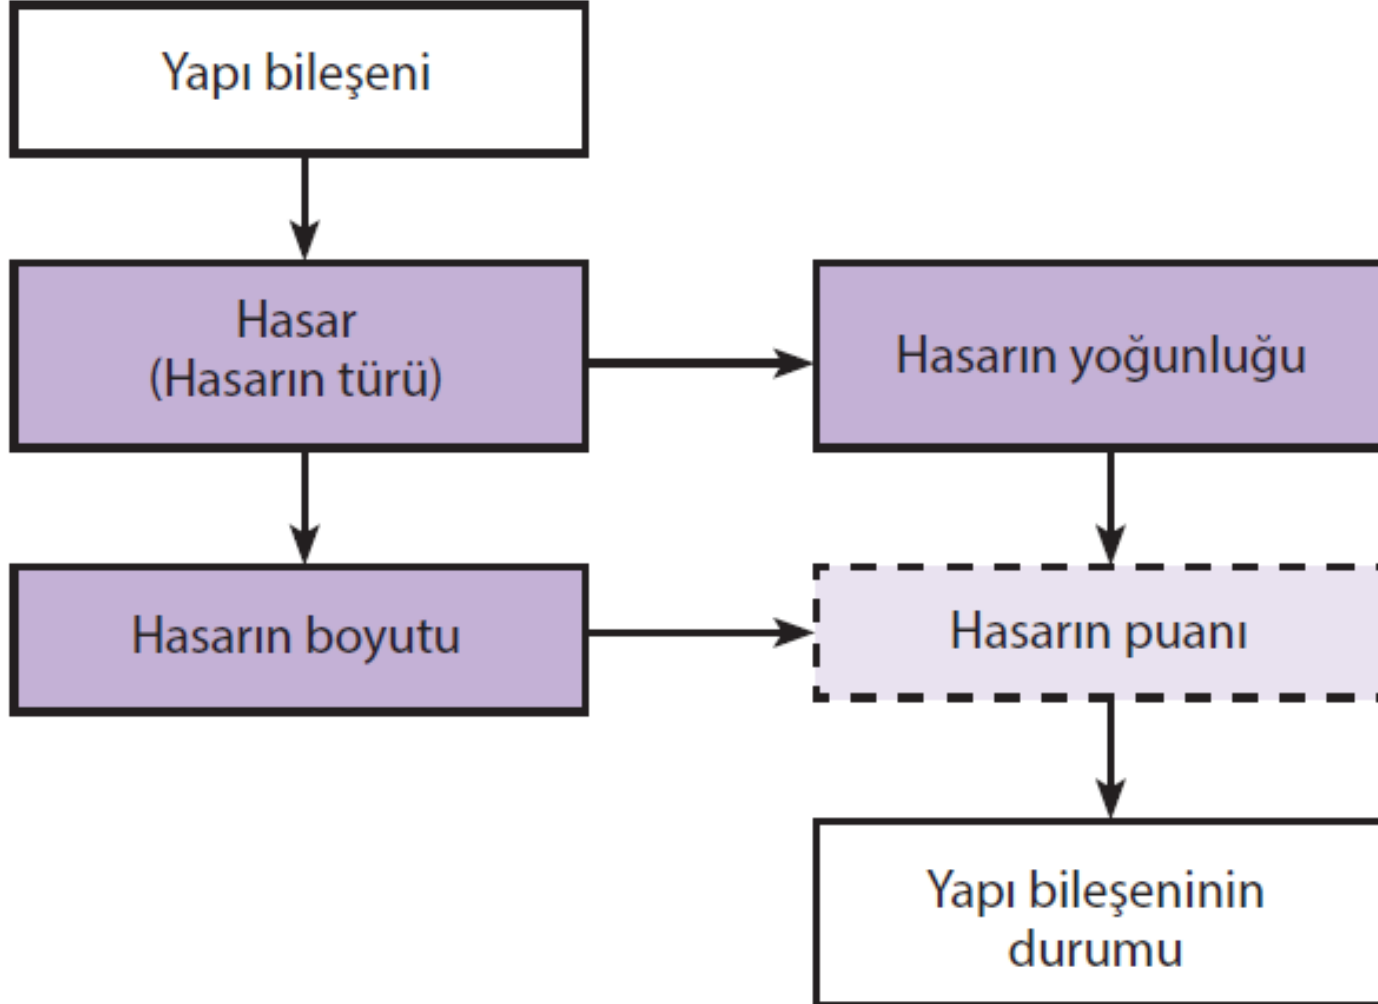 Yapı bileşeni
Hasar
(Hasarın türü)
Hasarın yoğunluğu
Hasarın boyutu
Hasarın puanı
Yapı bileşeninin
durumu